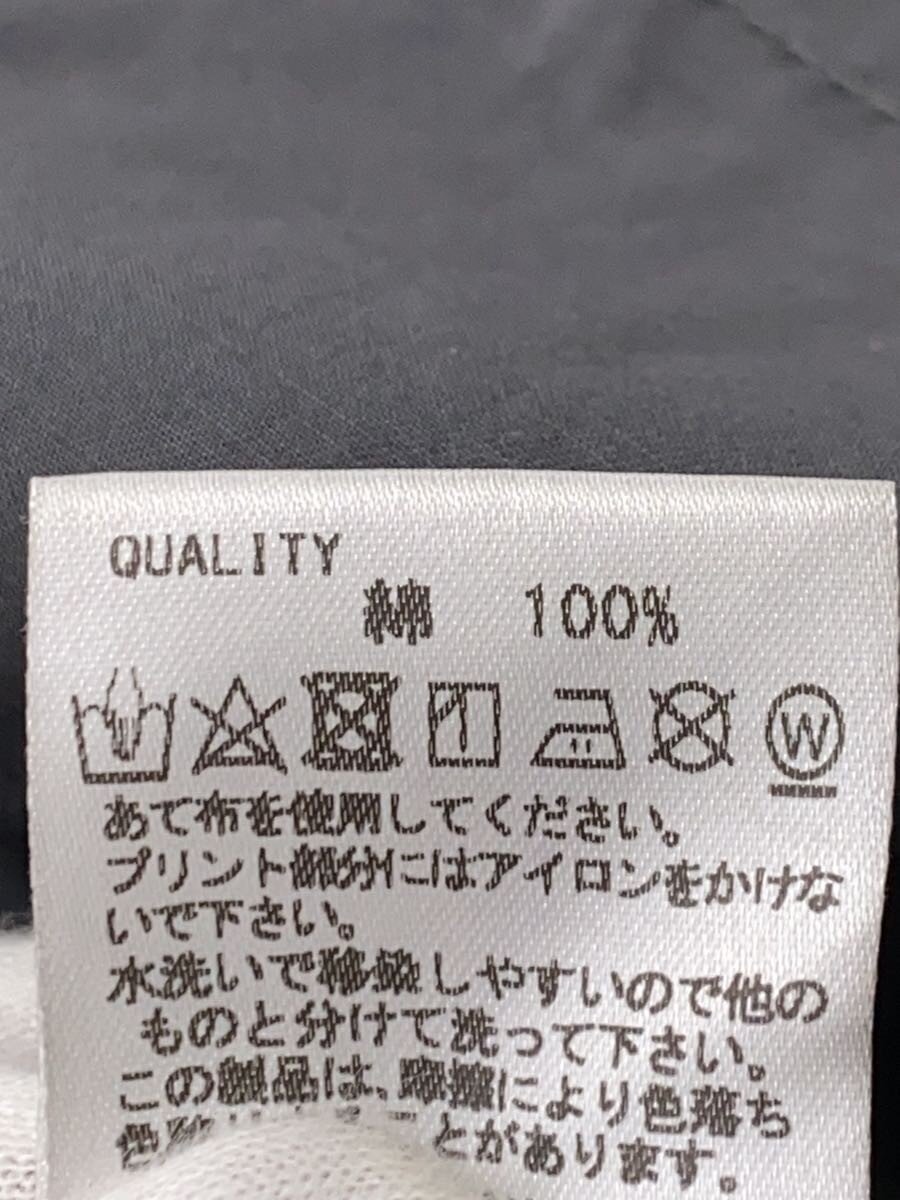 QUALITY
綿 100%
W
あて布を使用してください。
プリント部分にはアイロンをかけな
いで下さい。
水洗いで移染しやすいので他の
ものと分けて洗って下さい。
この製品は、摩擦により色落ち
とがあります。